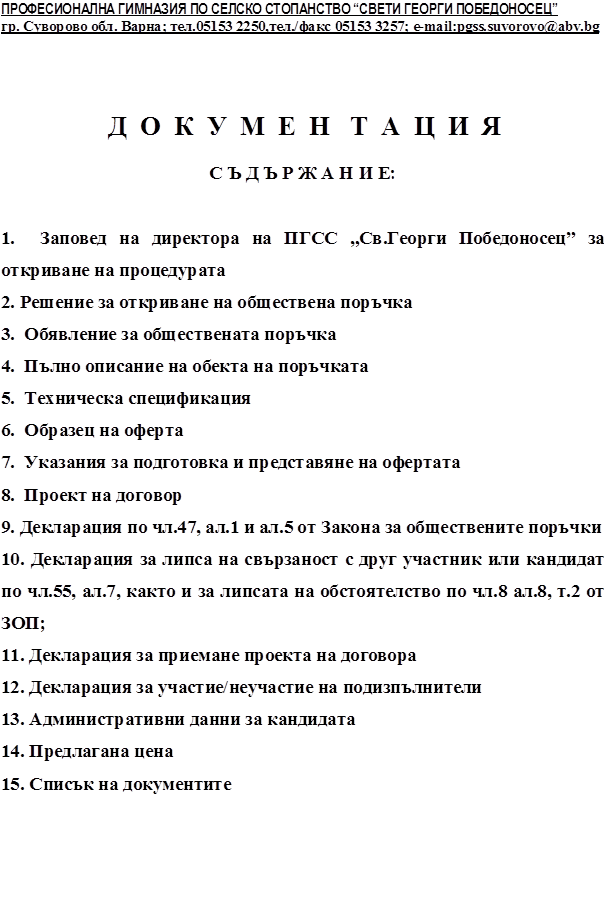 ПРОФЕСИОНАЛНА ГИМНАЗИЯ ПО СЕЛСКО СТОПАНСТВО “СВЕТИ ГЕОРГИ ПОБЕДОНОСЕЦ”
гр. Суворово обл. Варна; тел.05153 2250,тел./факс 05153 3257; e-mail:pgss.suvorovo@abv.bg
Д О К У М Е Н Т А Ц И Я
С Ъ Д Ъ Р Ж А Н И Е:
1. Заповед на директора на ПГСС „Св.Георги Победоносец” за
откриване на процедурата
2. Решение за откриване на обществена поръчка
3. Обявление за обществената поръчка
4. Пълно описание на обекта на поръчката
5. Техническа спецификация
6. Образец на оферта
7. Указания за подготовка и представяне на офертата
8. Проект на договор
9. Декларация по чл.47, ал.1 и ал.5 от Закона за обществените поръчки
10. Декларация за липса на свързаност с друг участник или кандидат
по чл.55, ал.7, както и за липсата на обстоятелство по чл.8 ал.8, т.2 от
ЗОП;
11. Декларация за приемане проекта на договора
12. Декларация за участие/неучастие на подизпълнители
13. Административни данни за кандидата
14. Предлагана цена
15. Списък на документите